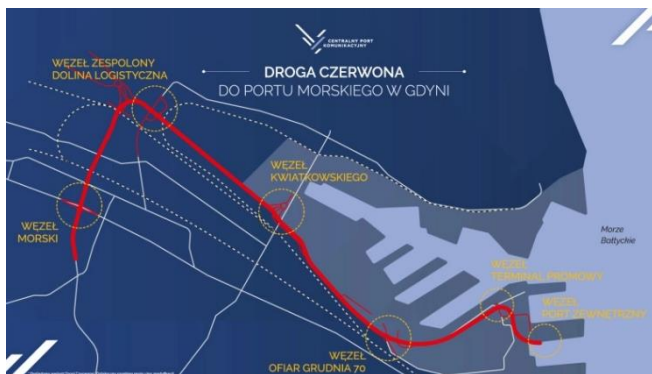 CENTRALNY PORT
KOMUNIKACYJNY
DROGA CZERWONA
DO PORTU MORSKIEGO W GDYNI
WĘZEŁ ZESPOLONY
DOLINA LOGISTYCZNA
WĘZEŁ
KWIATKOWSKIEGO
WĘZEŁ
MORSKI
Morze
Bałtyckie
WĘZEŁ
TERMINAL PROMOWY
WĘZEŁ
PORT ZEWNĘTRZNY
WĘZEŁ
OFIAR GRUDNIA 70